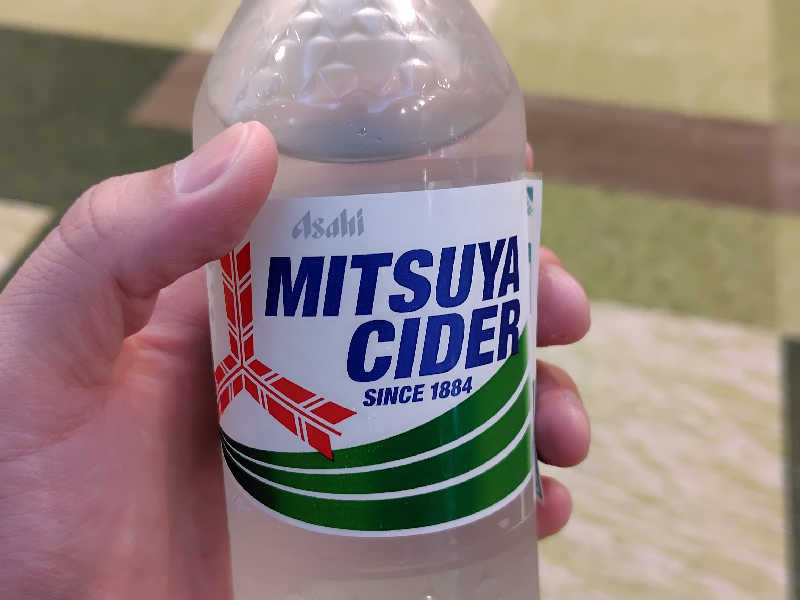 Asahi
MITSUYA
CIDER
SINCE 1884